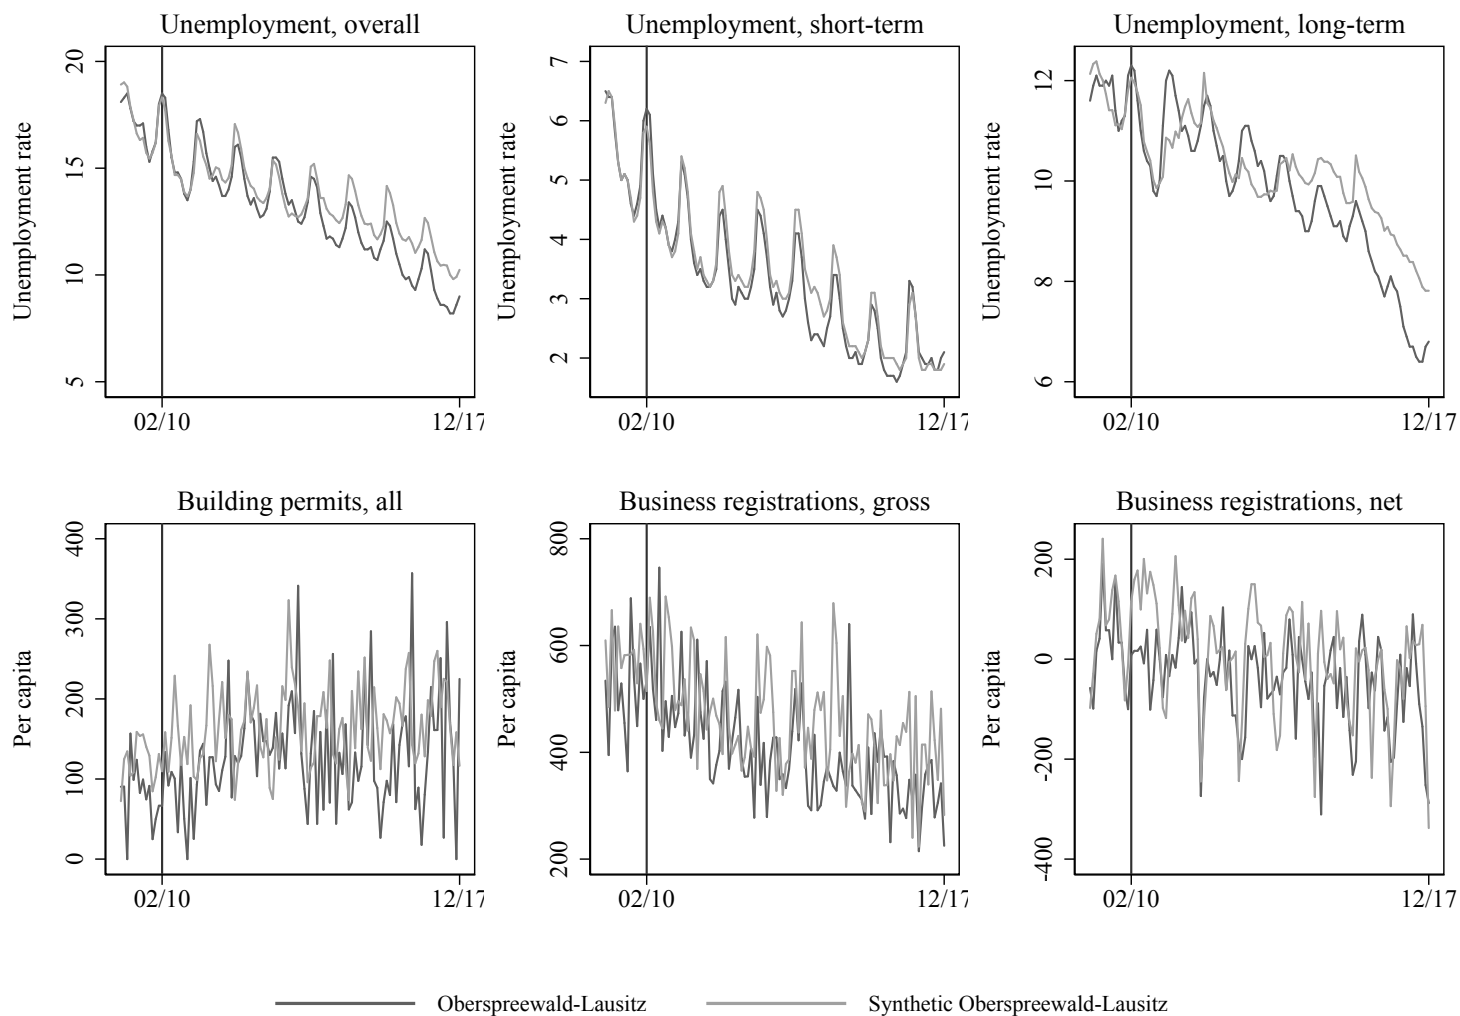 Unemployment, overall
Unemployment rate
20
15
10
5
02/10
12/17
Unemployment, short-term
Unemployment rate
7
6
5
4
3
2
02/10
12/17
Unemployment, long-term
Unemployment rate
12
10
8
6
02/10
12/17
Building permits, all
Per capita
400
300
200
100
0
02/10
12/17
Business registrations, gross
Per capita
800
600
400
200
02/10
12/17
Business registrations, net
Per capita
200
0
-200
-400
02/10
12/17
Oberspreewald-Lausitz
Synthetic Oberspreewald-Lausitz